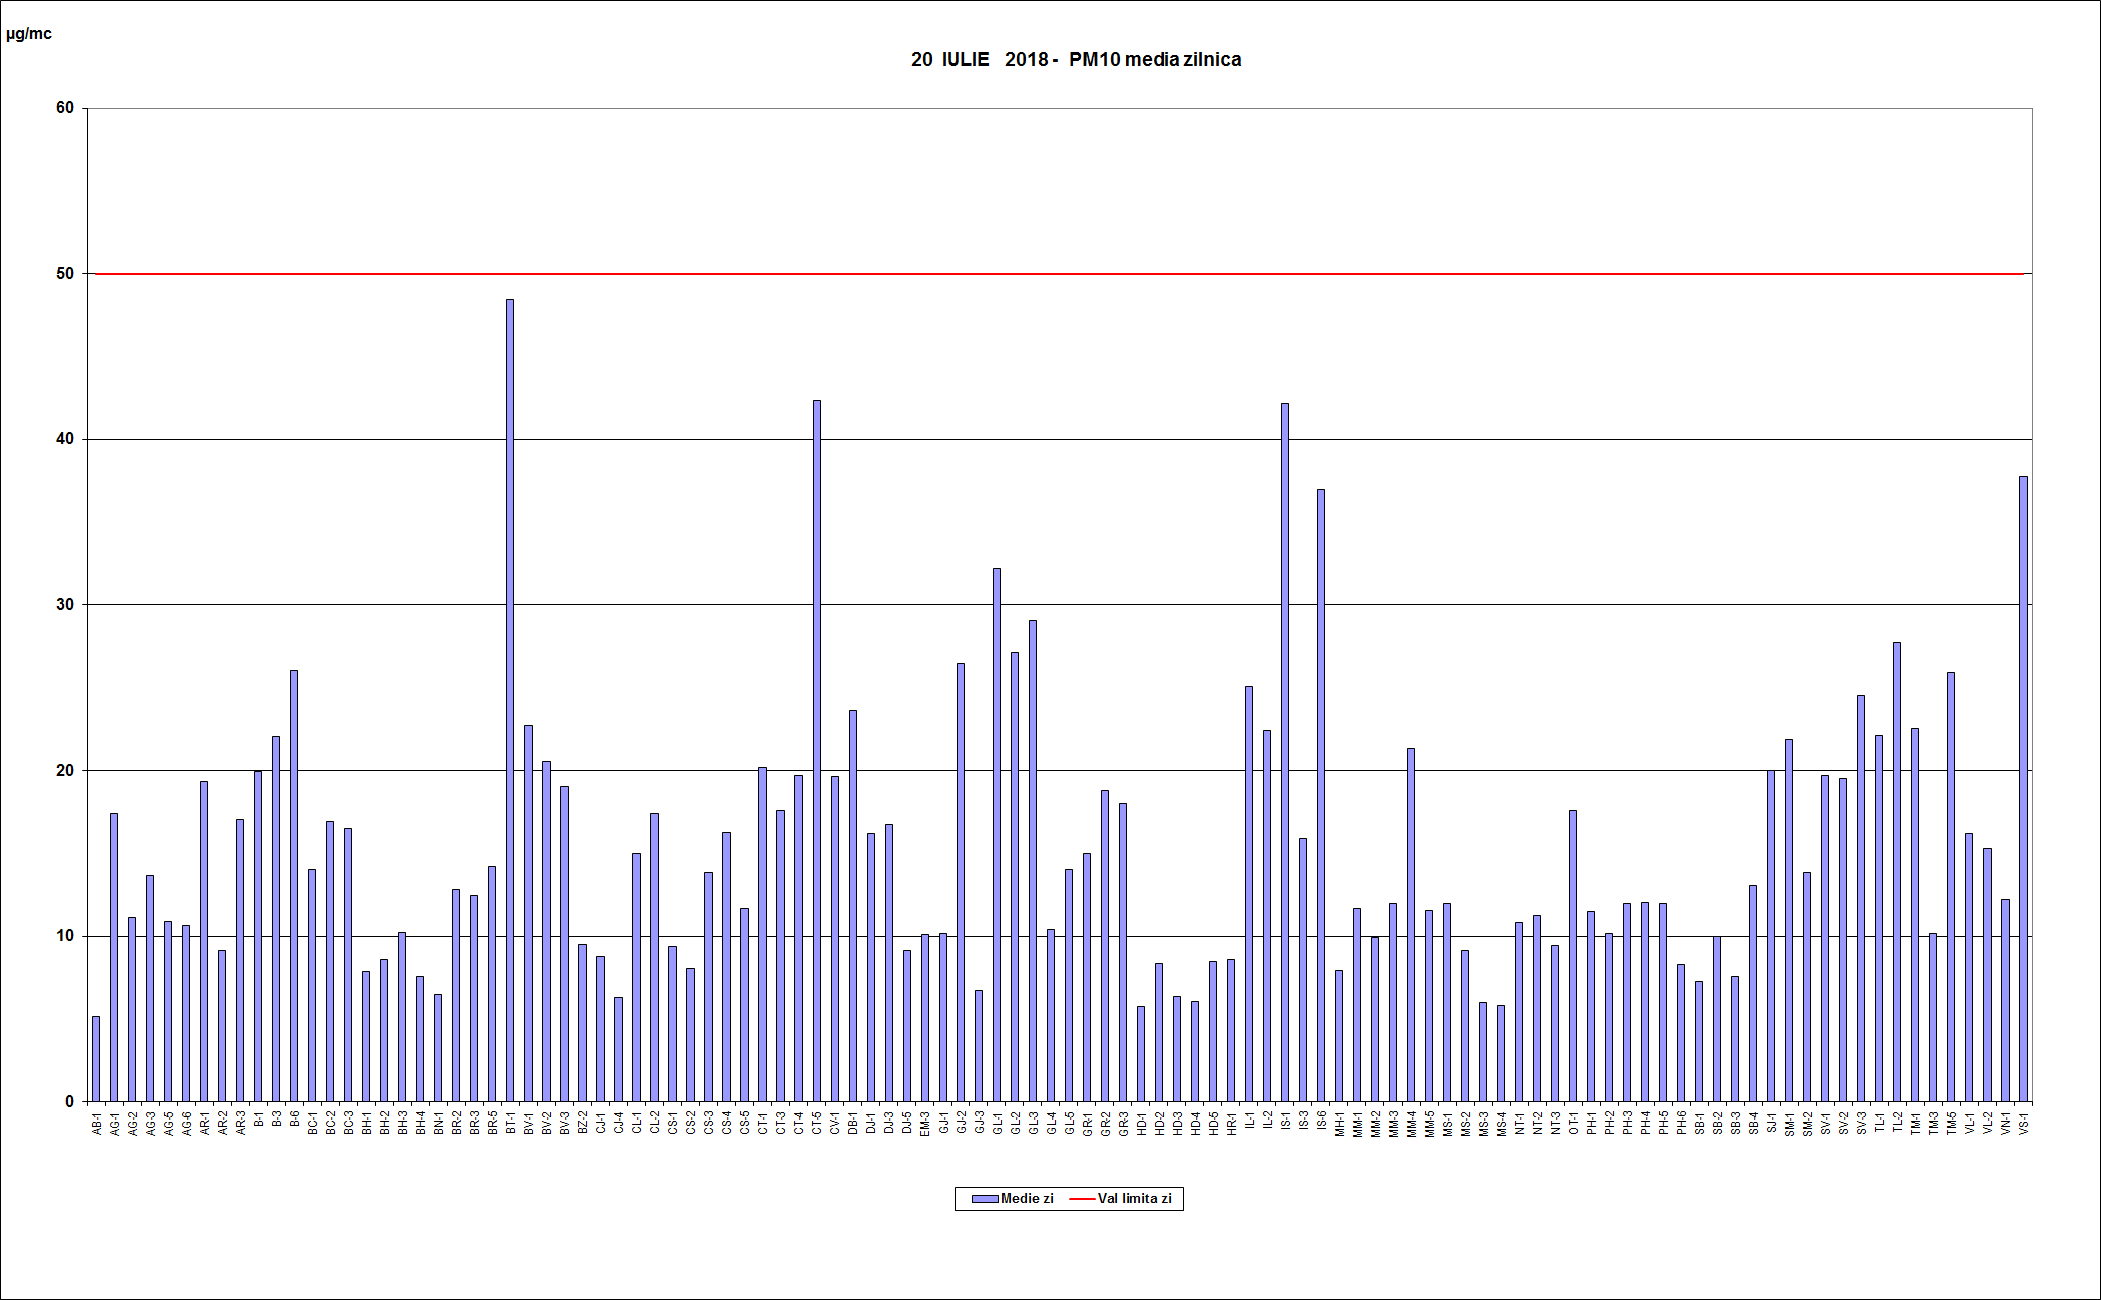 µg/mc
20 IULIE 2018 - PM10 media zilnica
60
50
40
30
20
10
0
AB-1 AG-1 AG-2 AG-3 AG-5 AG-6 AR-1 AR-2 AR-3 B-1 B-3 B-6 BC-1 BC-2 BC-3 BH-1 BH-2 BH-3 BH-4 BN-1 BR-2 BR-3 BR-5 BT-1 BV-1 BV-2 BV-3 BZ-2 CJ-1 CJ-4 CL-1 CL-2 CS-1 CS-2 CS-3 CS-4 CS-5 CT-1 CT-3 CT-4 CT-5 CV-1 DB-1 DJ-1 DJ-3 DJ-5 EM-3 GJ-1 GJ-2 GJ-3 GL-1 GL-2 GL-3 GL-4 GL-5 GR-1 GR-2 GR-3 HD-1 HD-2 HD-3 HD-4 HD-5 HR-1 IL-1 IL-2 IS-1 IS-3 IS-6 MH-1 MM-1 MM-2 MM-3 MM-4 MM-5 MS-1 MS-2 MS-3 MS-4 NT-1 NT-2 NT-3 OT-1 PH-1 PH-2 PH-3 PH-4 PH-5 PH-6 SB-1 SB-2 SB-3 SB-4 SJ-1 SM-1 SM-2 SV-1 SV-2 SV-3 TL-1 TL-2 TM-1 TM-3 TM-5 VL-1 VL-2 VN-1 VS-1
Medie zi Val limita zi